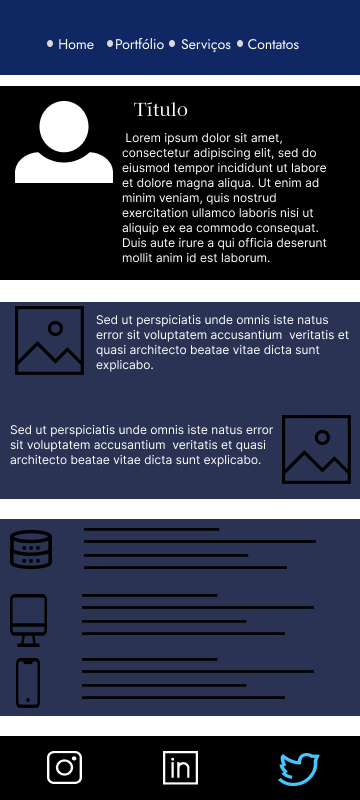 Home Portfólio Serviços Contatos
Título
Lorem ipsum dolor sit amet,
consectetur adipiscing elit, sed do
eiusmod tempor incididunt ut labore
et dolore magna aliqua. Ut enim ad
minim veniam, quis nostrud
exercitation ullamco laboris nisi ut
aliquip ex ea commodo consequat.
Duis aute irure a qui officia deserunt
mollit anim id est laborum.
Sed ut perspiciatis unde omnis iste natus
error sit voluptatem accusantium veritatis et
quasi architecto beatae vitae dicta sunt
explicabo.
Sed ut perspiciatis unde omnis iste natus error
sit voluptatem accusantium veritatis et quasi
architecto beatae vitae dicta sunt explicabo.
in